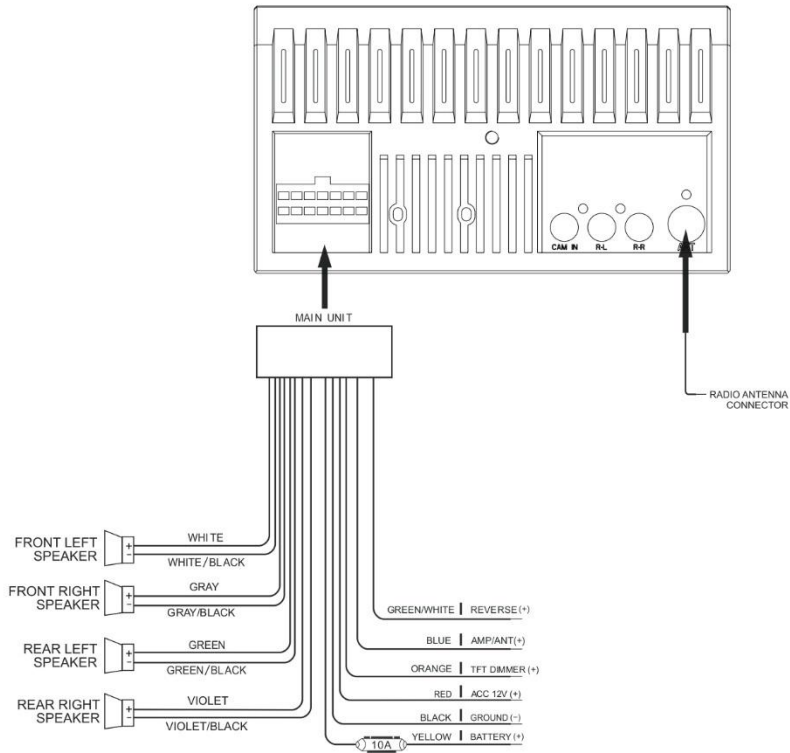 CAM IN R-L R-R ANT
MAIN UNIT
RADIO ANTENNA
CONNECTOR
FRONT LEFT
SPEAKER
+
-
WHITE
WHITE/BLACK
FRONT RIGHT
SPEAKER
+
-
GRAY
GRAY/BLACK
REAR LEFT
SPEAKER
+
-
GREEN
GREEN/BLACK
REAR RIGHT
SPEAKER
+
-
VIOLET
VIOLET/BLACK
GREEN/WHITE | REVERSE (+)
BLUE | AMP/ANT(+)
ORANGE | TFT DIMMER (+)
RED | ACC 12V (+)
BLACK | GROUND (-)
YELLOW | BATTERY (+)
10A